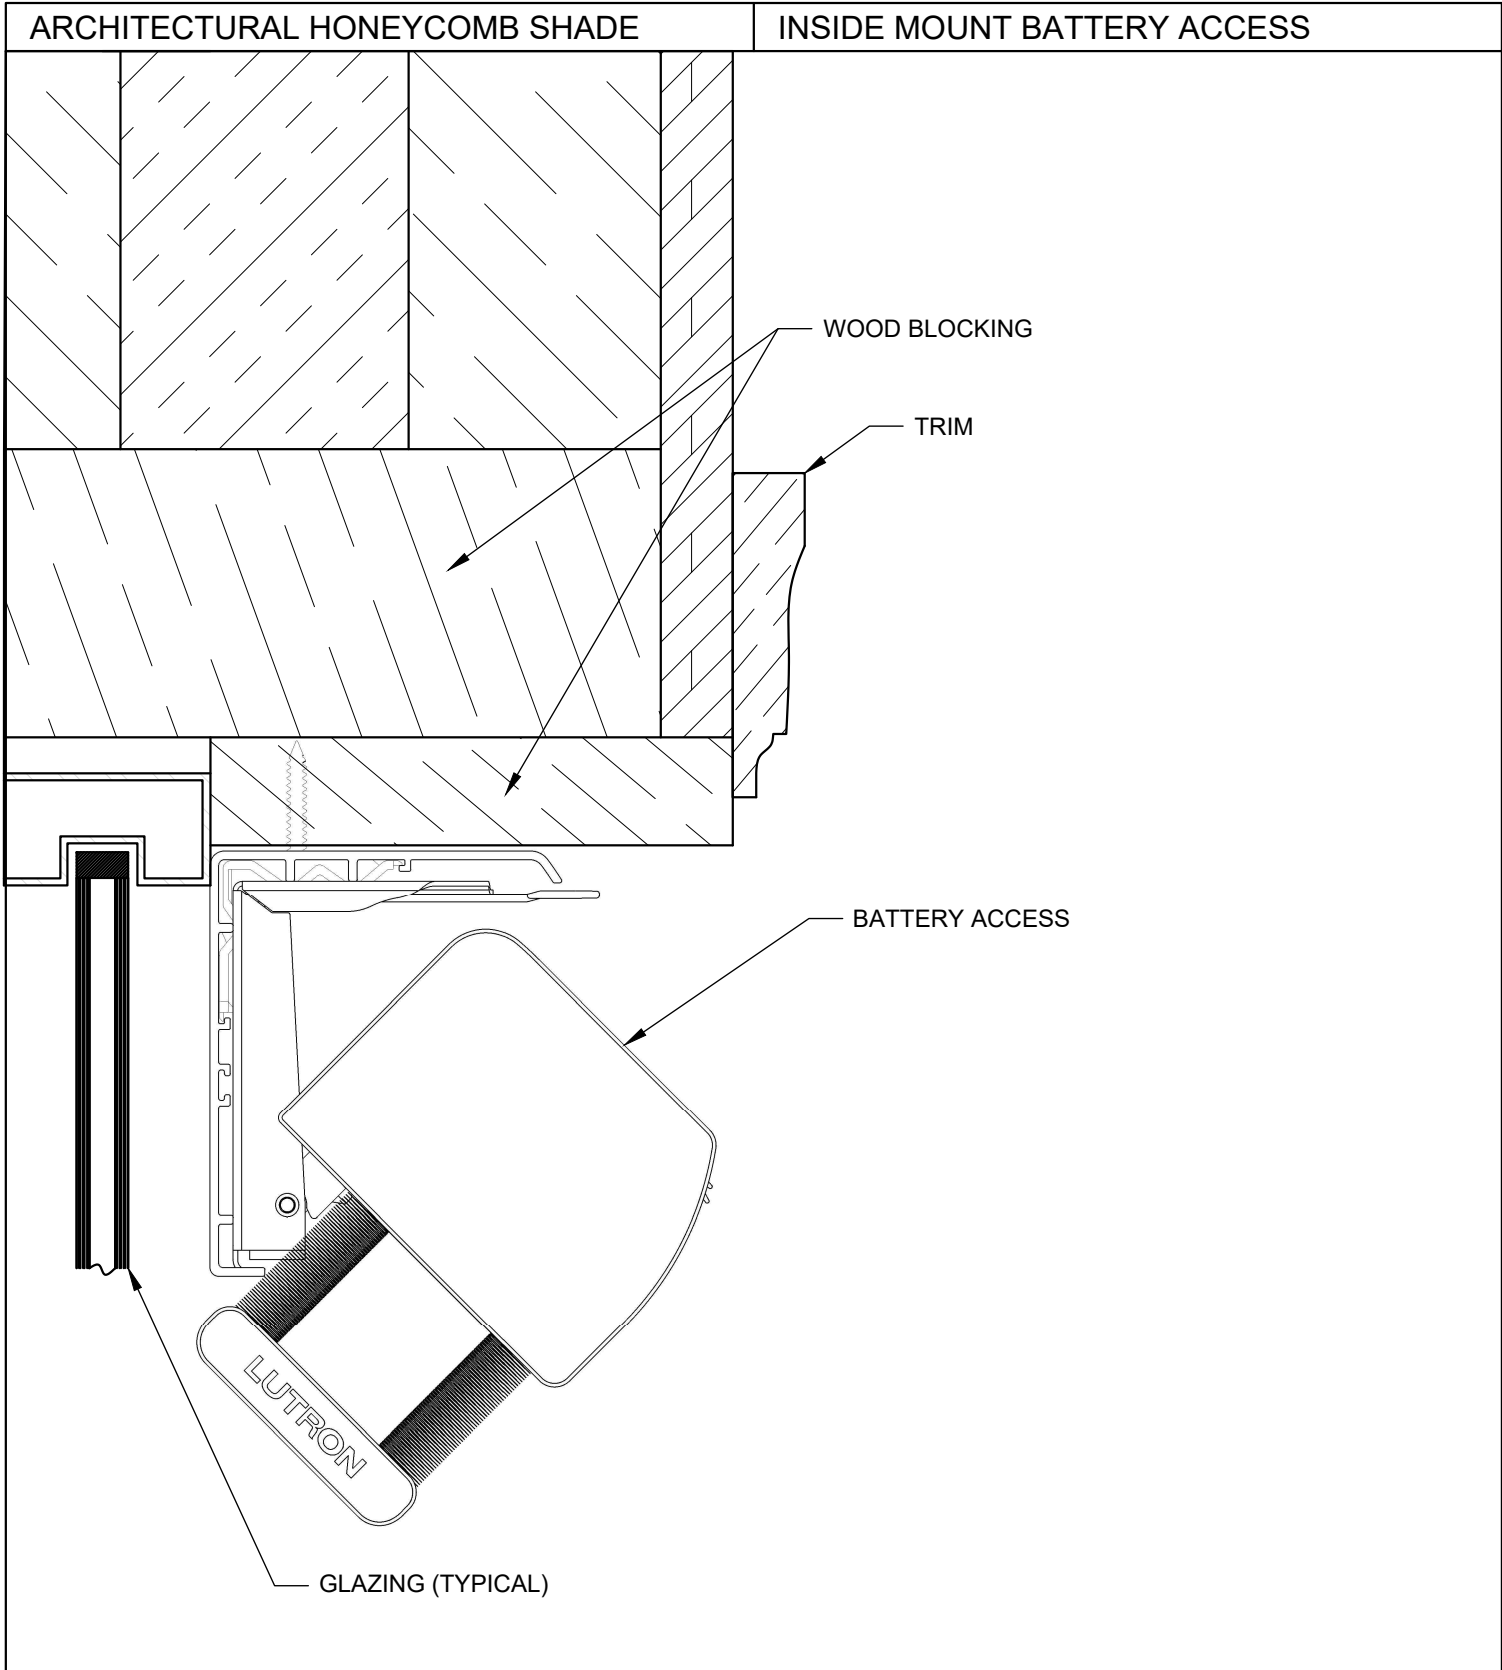 ARCHITECTURAL HONEYCOMB SHADE
INSIDE MOUNT BATTERY ACCESS
WOOD BLOCKING
TRIM
BATTERY ACCESS
LUTRON
GLAZING (TYPICAL)